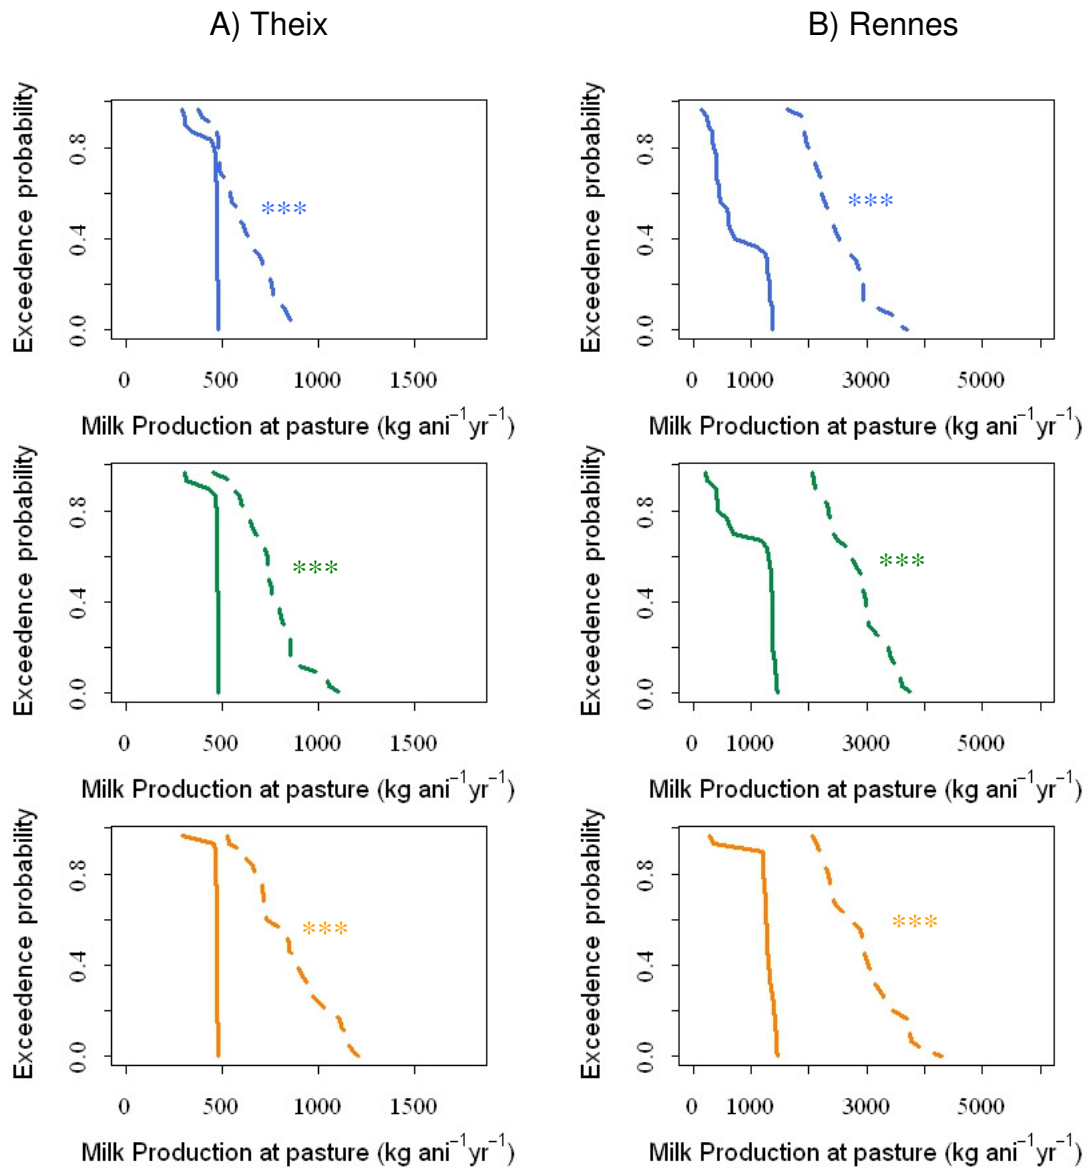 A) Theix
B) Rennes
Exceedence probability
0.0 0.4 0.8
***
0 500 1000 1500
Milk Production at pasture (kg ani⁻¹yr⁻¹)
Exceedence probability
0.0 0.4 0.8
***
0 1000 3000 5000
Milk Production at pasture (kg ani⁻¹yr⁻¹)
Exceedence probability
0.0 0.4 0.8
***
0 500 1000 1500
Milk Production at pasture (kg ani⁻¹yr⁻¹)
Exceedence probability
0.0 0.4 0.8
***
0 1000 3000 5000
Milk Production at pasture (kg ani⁻¹yr⁻¹)
Exceedence probability
0.0 0.4 0.8
***
0 500 1000 1500
Milk Production at pasture (kg ani⁻¹yr⁻¹)
Exceedence probability
0.0 0.4 0.8
***
0 1000 3000 5000
Milk Production at pasture (kg ani⁻¹yr⁻¹)